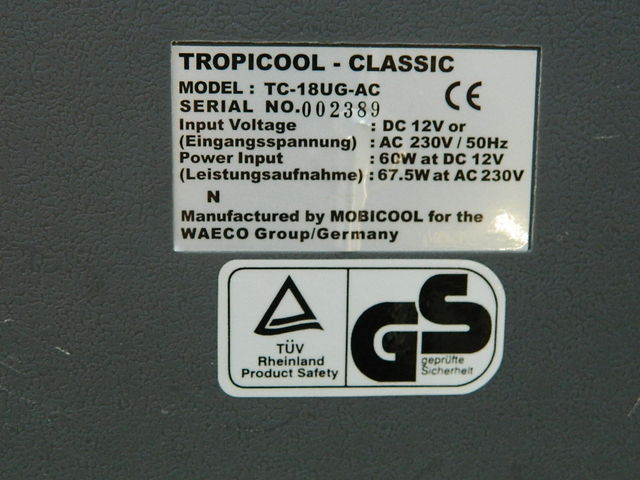 TROPICOOL - CLASSIC
MODEL : TC-18UG-AC
CE
SERIAL NO.002389
Input Voltage : DC 12V or
(Eingangsspannung) : AC 230V / 50Hz
Power Input : 60W at DC 12V
(Leistungsaufnahme) : 67.5W at AC 230V
N
Manufactured by MOBICOOL for the
WAECO Group/Germany
TÜV
Rheinland
Product Safety
GS
geprüfte
Sicherheit